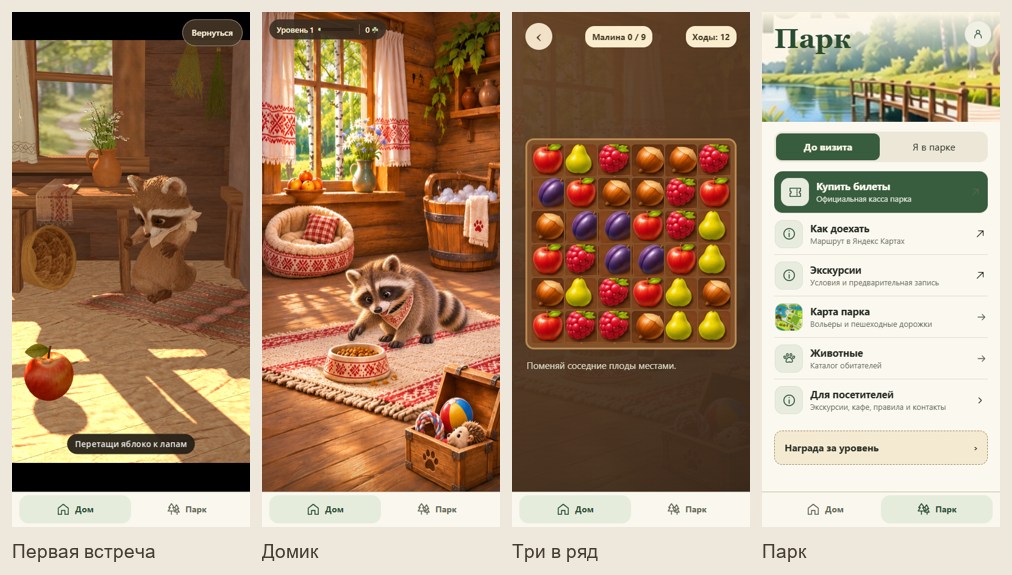 Вернуться
Перетащи яблоко к лапам
Дом
Парк
Первая встреча
Уровень 1
0
Дом
Парк
Домик
Малина 0 / 9
Ходы: 12
Поменяй соседние плоды местами.
Дом
Парк
Три в ряд
Парк
До визита
Я в парке
Купить билеты
Официальная касса парка
Как доехать
Маршрут в Яндекс Картах
Экскурсии
Условия и предварительная запись
Карта парка
Вольеры и пешеходные дорожки
Животные
Каталог обитателей
Для посетителей
Экскурсии, кафе, правила и контакты
Награда за уровень
Дом
Парк
Парк